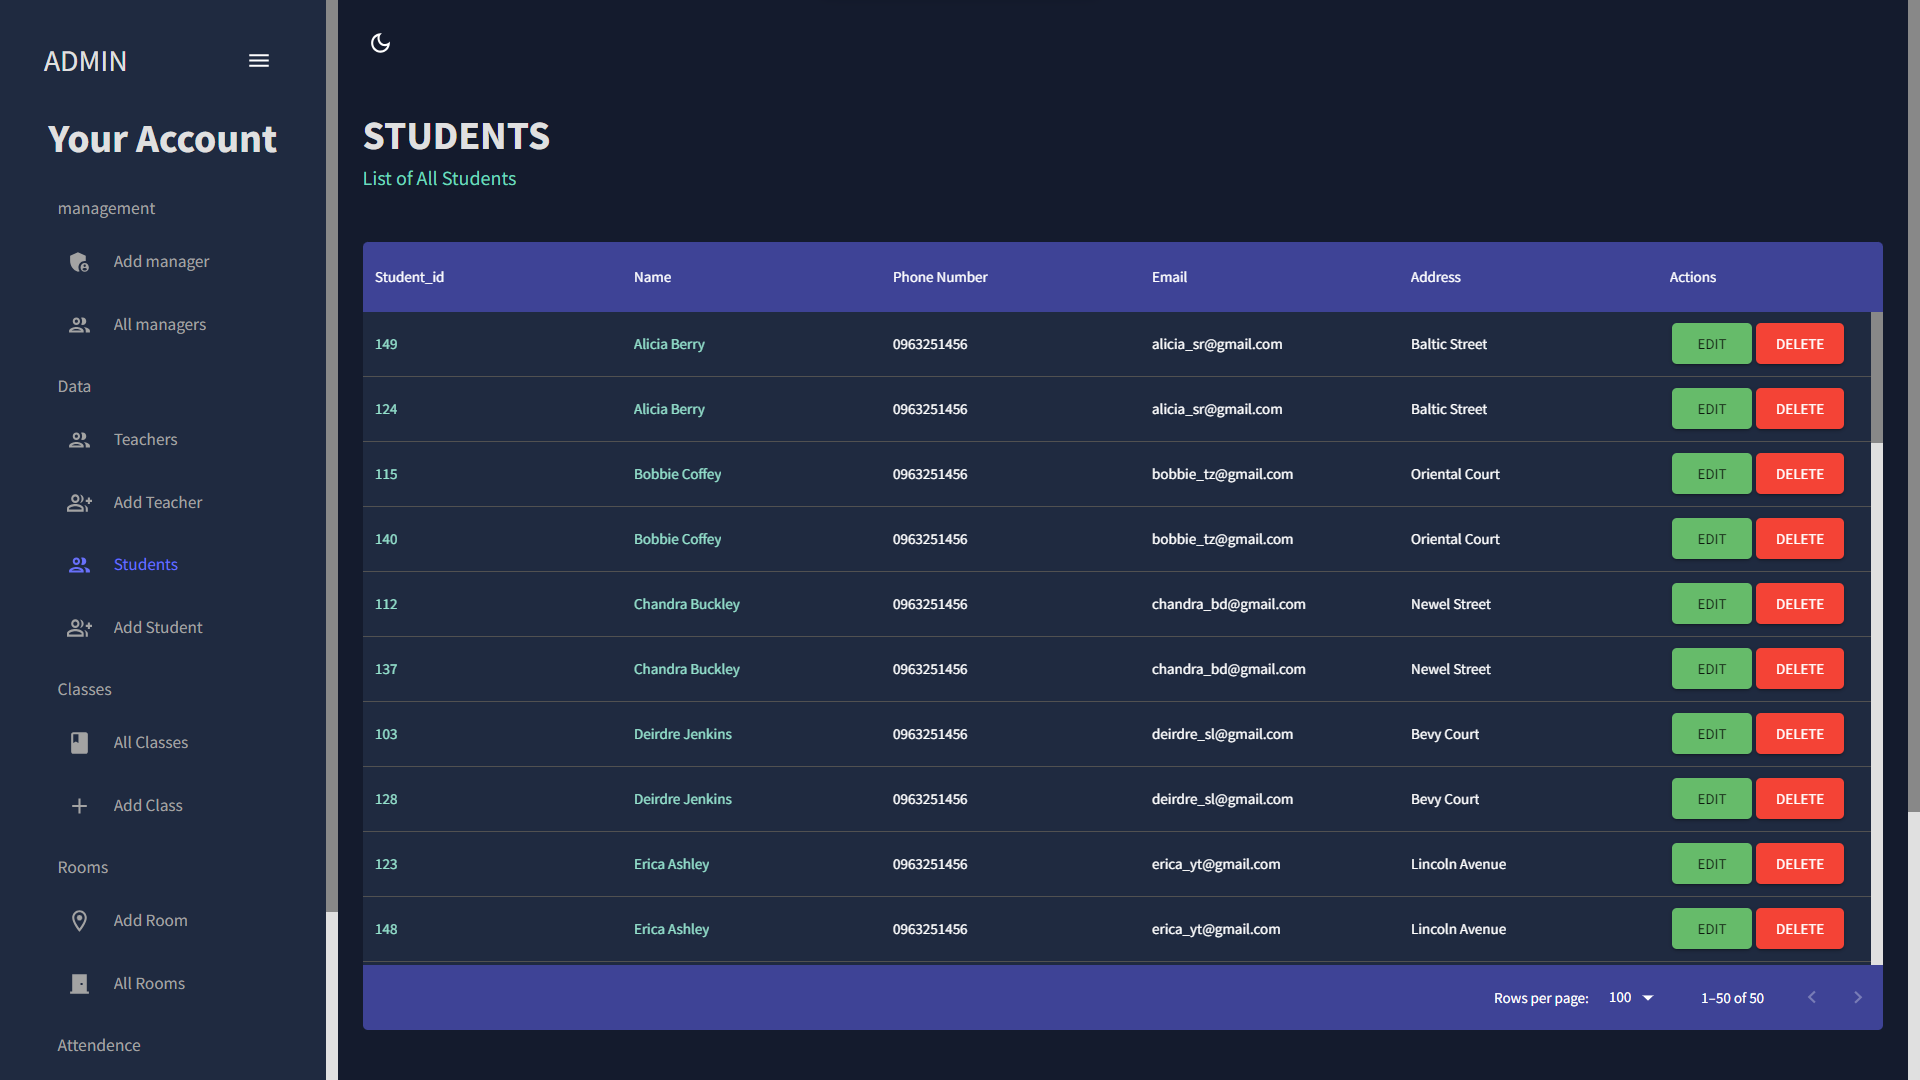 ADMIN
Your Account
management
Add manager
All managers
Data
Teachers
Add Teacher
Students
Add Student
Classes
All Classes
Add Class
Rooms
Add Room
All Rooms
Attendence
STUDENTS
List of All Students
Student_id Name Phone Number Email Address Actions
149 Alicia Berry 0963251456 alicia_sr@gmail.com Baltic Street EDIT DELETE
124 Alicia Berry 0963251456 alicia_sr@gmail.com Baltic Street EDIT DELETE
115 Bobbie Coffey 0963251456 bobbie_tz@gmail.com Oriental Court EDIT DELETE
140 Bobbie Coffey 0963251456 bobbie_tz@gmail.com Oriental Court EDIT DELETE
112 Chandra Buckley 0963251456 chandra_bd@gmail.com Newel Street EDIT DELETE
137 Chandra Buckley 0963251456 chandra_bd@gmail.com Newel Street EDIT DELETE
103 Deirdre Jenkins 0963251456 deirdre_sl@gmail.com Bevy Court EDIT DELETE
128 Deirdre Jenkins 0963251456 deirdre_sl@gmail.com Bevy Court EDIT DELETE
123 Erica Ashley 0963251456 erica_yt@gmail.com Lincoln Avenue EDIT DELETE
148 Erica Ashley 0963251456 erica_yt@gmail.com Lincoln Avenue EDIT DELETE
Rows per page: 100 1–50 of 50